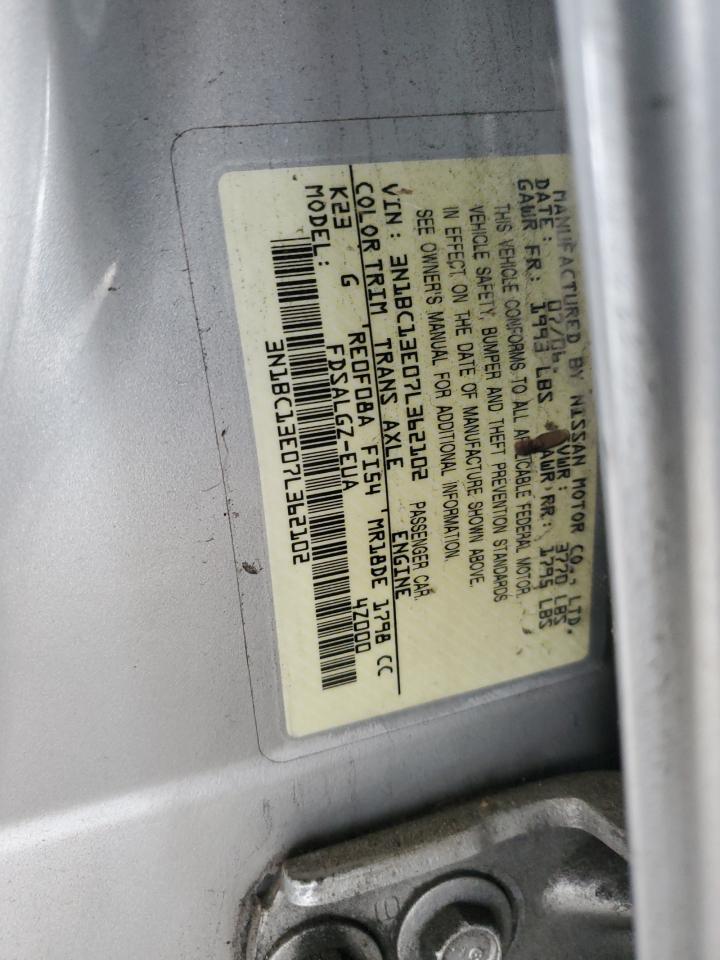 MANUFACTURED BY NISSAN MOTOR CO., LTD.
DATE: 07/06. GVWR: 3770 LBS
GAWR FR: 1993 LBS GAWR RR: 1795 LBS
THIS VEHICLE CONFORMS TO ALL APPLICABLE FEDERAL MOTOR
VEHICLE SAFETY, BUMPER AND THEFT PREVENTION STANDARDS
IN EFFECT ON THE DATE OF MANUFACTURE SHOWN ABOVE.
SEE OWNER'S MANUAL FOR ADDITIONAL INFORMATION.
VIN: 3N1BC13E07L362102 PASSENGER CAR
COLOR TRIM TRANS AXLE ENGINE
K23 G RE0F08A FI54 MR18DE 1798 CC
MODEL: FDSALGZ-EUA 4Z000
3N1BC13E07L362102